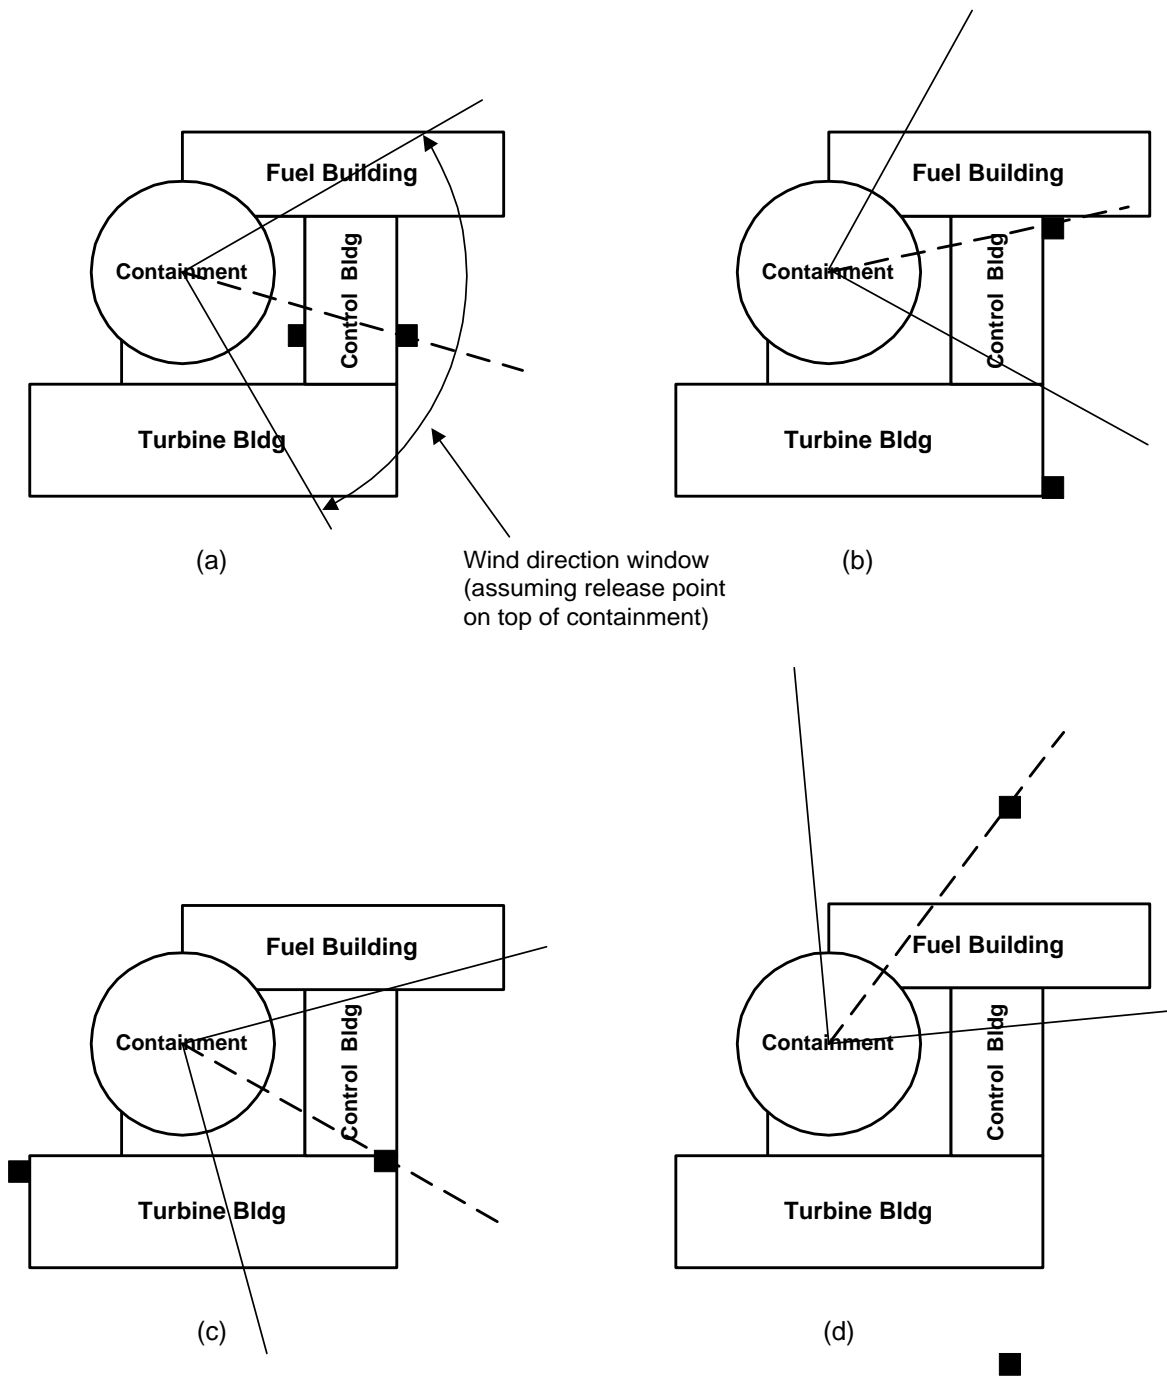 Fuel Building
Containment
Control Bldg
Turbine Bldg
(a)
Fuel Building
Containment
Control Bldg
Turbine Bldg
(b)
Wind direction window
(assuming release point
on top of containment)
Fuel Building
Containment
Control Bldg
Turbine Bldg
(c)
Fuel Building
Containment
Control Bldg
Turbine Bldg
(d)